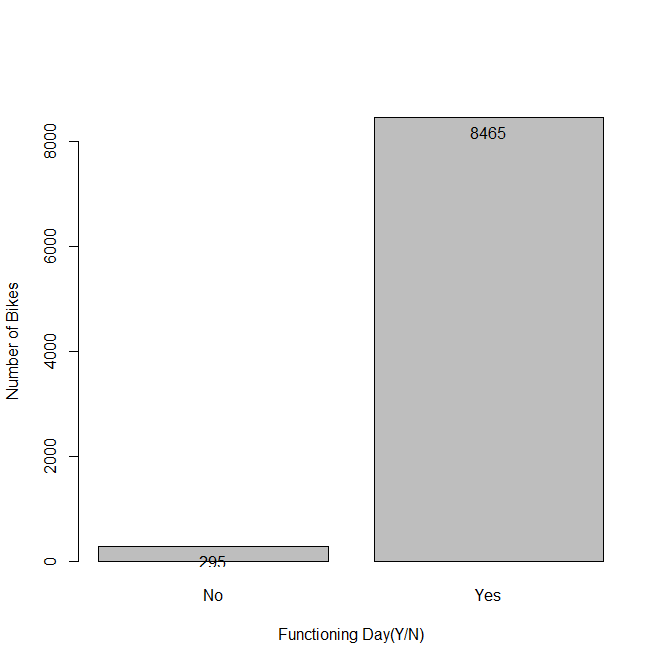 8000
6000
4000
2000
0
Number of Bikes
8465
295
No
Yes
Functioning Day(Y/N)